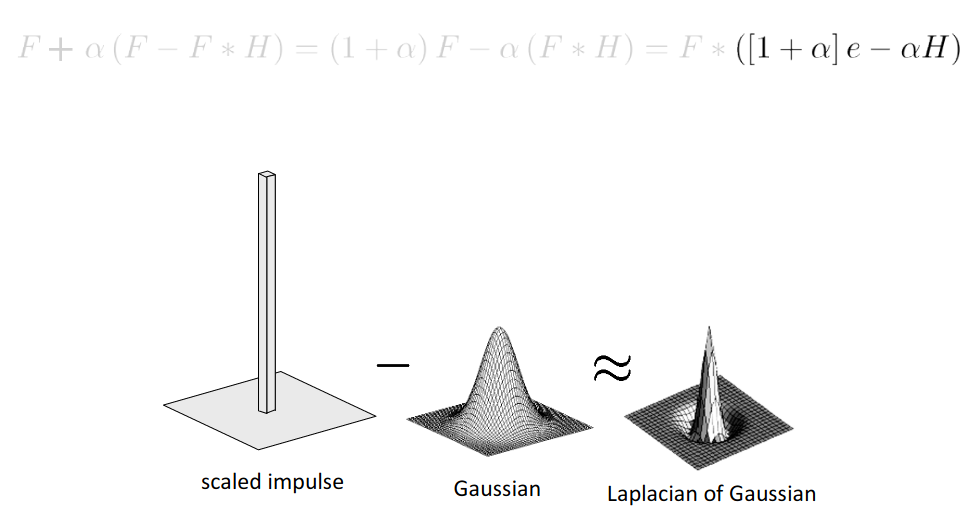 F + α (F − F ∗ H) = (1 + α) F − α (F ∗ H) = F ∗ ([1 + α] e − αH)
− ≈
scaled impulse
Gaussian
Laplacian of Gaussian